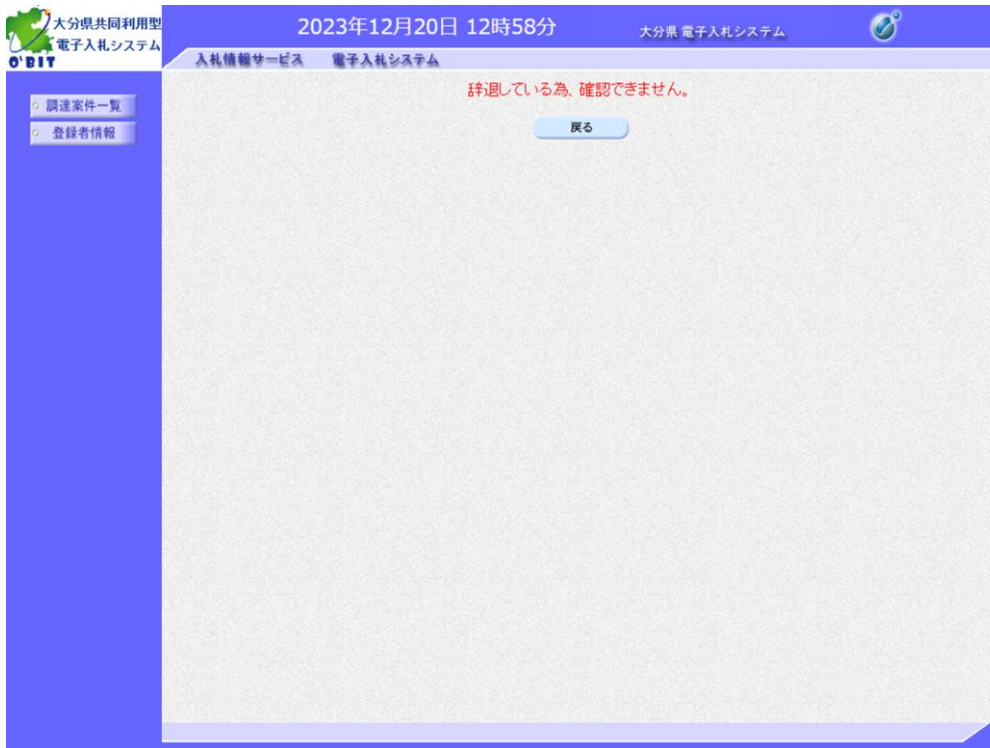 大分県共同利用型
電子入札システム
O'BIT
2023年12月20日 12時58分
大分県 電子入札システム
入札情報サービス 電子入札システム
調達案件一覧
登録者情報
辞退している為、確認できません。
戻る